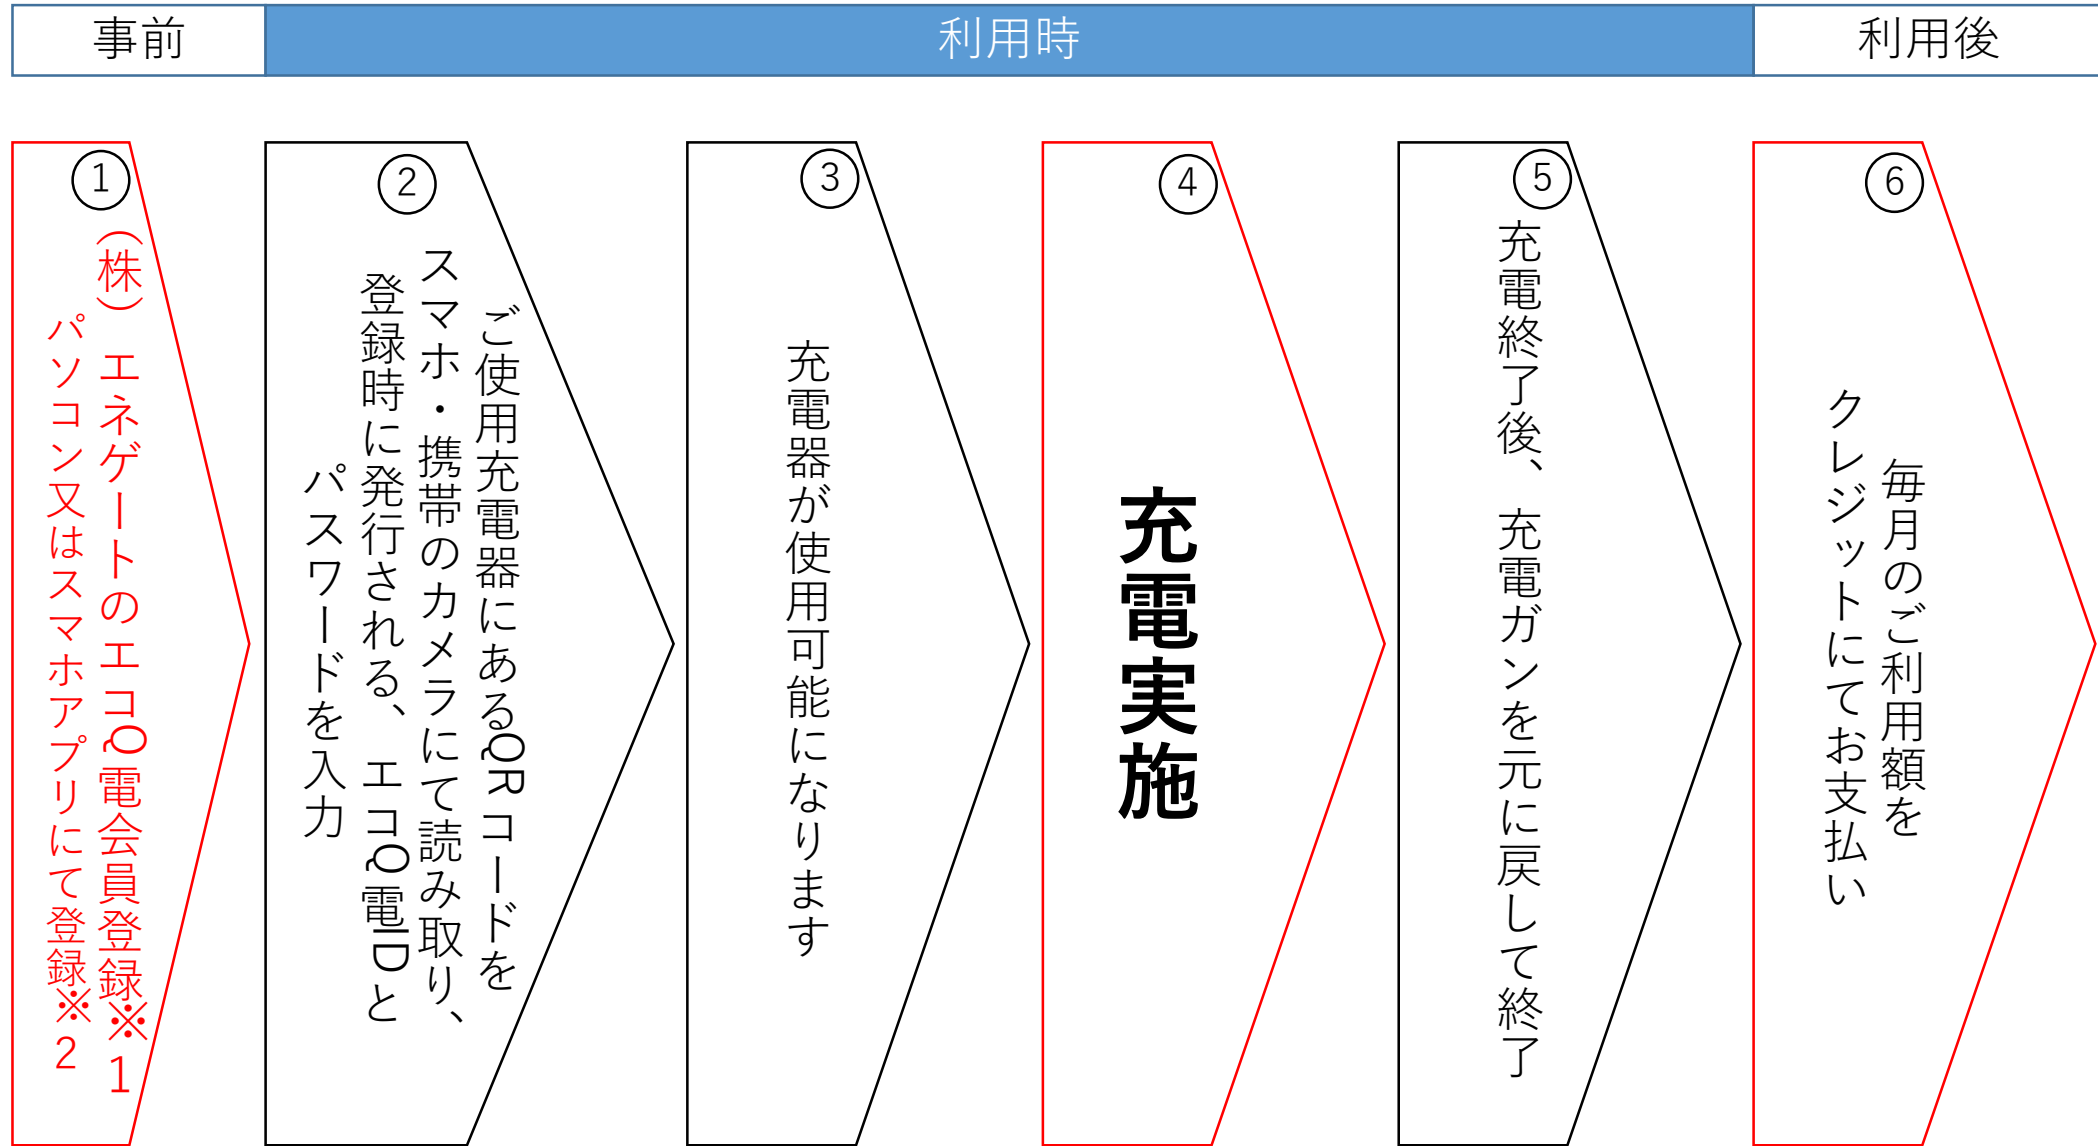 事前
利用時
利用後
①
（株）エネゲートのエコQ電会員登録※1
パソコン又はスマホアプリにて登録※2
②
ご使用充電器にあるQRコードを
スマホ・携帯のカメラにて読み取り、
登録時に発行される、エコQ電IDと
パスワードを入力
③
充電器が使用可能になります
④
充電実施
⑤
充電終了後、充電ガンを元に戻して終了
⑥
毎月のご利用額を
クレジットにてお支払い